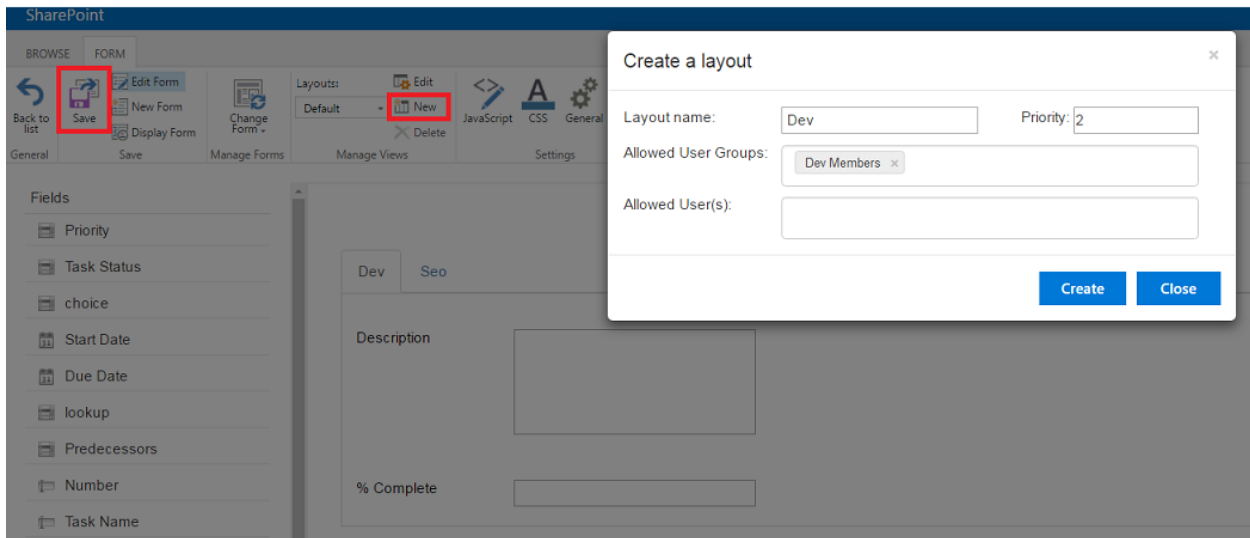 SharePoint
BROWSE FORM
Back to list
Save
Edit Form
New Form
Display Form
Change Form
Layouts:
Default
Edit
New
Delete
JavaScript
CSS
General
General
Save
Manage Forms
Manage Views
Settings
Fields
Priority
Task Status
choice
Start Date
Due Date
lookup
Predecessors
Number
Task Name
Dev Seo
Description
% Complete
Create a layout ×
Layout name: Dev Priority: 2
Allowed User Groups: Dev Members ×
Allowed User(s):
Create Close